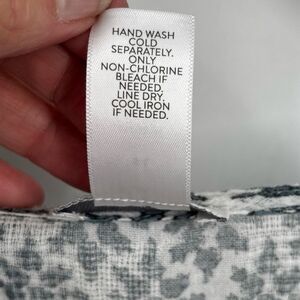 HAND WASH
COLD
SEPARATELY.
ONLY
NON-CHLORINE
BLEACH IF
NEEDED.
LINE DRY.
COOL IRON
IF NEEDED.